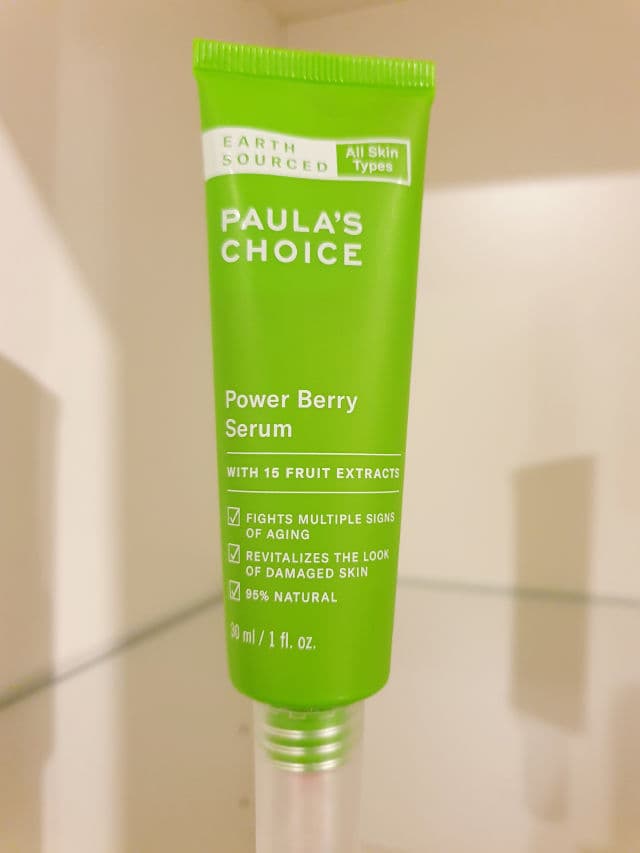 EARTH
SOURCED
All Skin
Types
PAULA'S
CHOICE
Power Berry
Serum
WITH 15 FRUIT EXTRACTS
FIGHTS MULTIPLE SIGNS
OF AGING
REVITALIZES THE LOOK
OF DAMAGED SKIN
95% NATURAL
30 ml / 1 fl. oz.